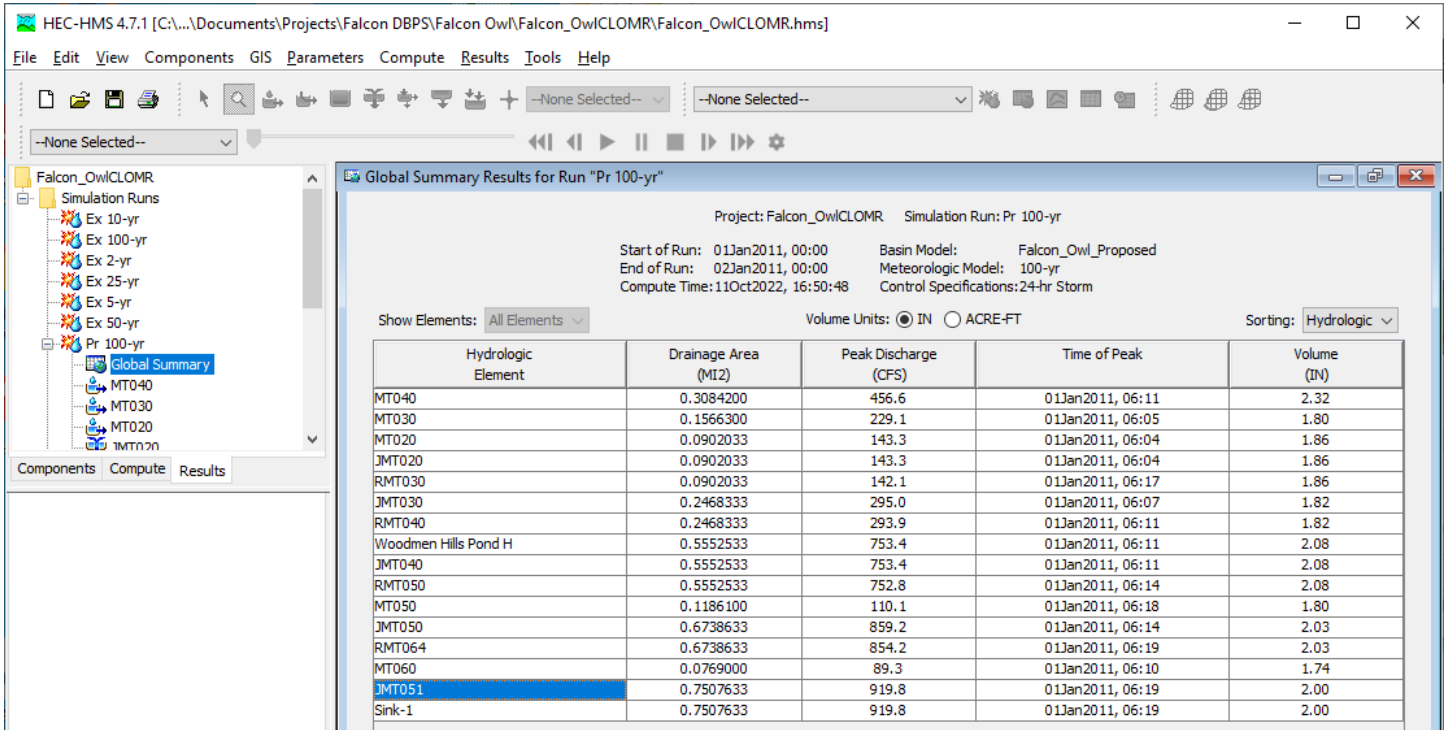 HEC-HMS 4.7.1 [C:\...\Documents\Projects\Falcon DBPS\Falcon Owl\Falcon_OwlCLOMR\Falcon_OwlCLOMR.hms]
File Edit View Components GIS Parameters Compute Results Tools Help
--None Selected-- --None Selected--
--None Selected--
Falcon_OwlCLOMR
Simulation Runs
Ex 10-yr
Ex 100-yr
Ex 2-yr
Ex 25-yr
Ex 5-yr
Ex 50-yr
Pr 100-yr
Global Summary
MT040
MT030
MT020
JMT020
Components Compute Results
Global Summary Results for Run "Pr 100-yr"
Project: Falcon_OwlCLOMR Simulation Run: Pr 100-yr
Start of Run: 01Jan2011, 00:00 Basin Model: Falcon_Owl_Proposed
End of Run: 02Jan2011, 00:00 Meteorologic Model: 100-yr
Compute Time:11Oct2022, 16:50:48 Control Specifications:24-hr Storm
Show Elements: All Elements Volume Units: IN ACRE-FT Sorting: Hydrologic
Hydrologic Drainage Area Peak Discharge Time of Peak Volume
Element (MI2) (CFS) (IN)
MT040 0.3084200 456.6 01Jan2011, 06:11 2.32
MT030 0.1566300 229.1 01Jan2011, 06:05 1.80
MT020 0.0902033 143.3 01Jan2011, 06:04 1.86
JMT020 0.0902033 143.3 01Jan2011, 06:04 1.86
RMT030 0.0902033 142.1 01Jan2011, 06:17 1.86
JMT030 0.2468333 295.0 01Jan2011, 06:07 1.82
RMT040 0.2468333 293.9 01Jan2011, 06:11 1.82
Woodmen Hills Pond H 0.5552533 753.4 01Jan2011, 06:11 2.08
JMT040 0.5552533 753.4 01Jan2011, 06:11 2.08
RMT050 0.5552533 752.8 01Jan2011, 06:14 2.08
MT050 0.1186100 110.1 01Jan2011, 06:18 1.80
JMT050 0.6738633 859.2 01Jan2011, 06:14 2.03
RMT064 0.6738633 854.2 01Jan2011, 06:19 2.03
MT060 0.0769000 89.3 01Jan2011, 06:10 1.74
JMT051 0.7507633 919.8 01Jan2011, 06:19 2.00
Sink-1 0.7507633 919.8 01Jan2011, 06:19 2.00